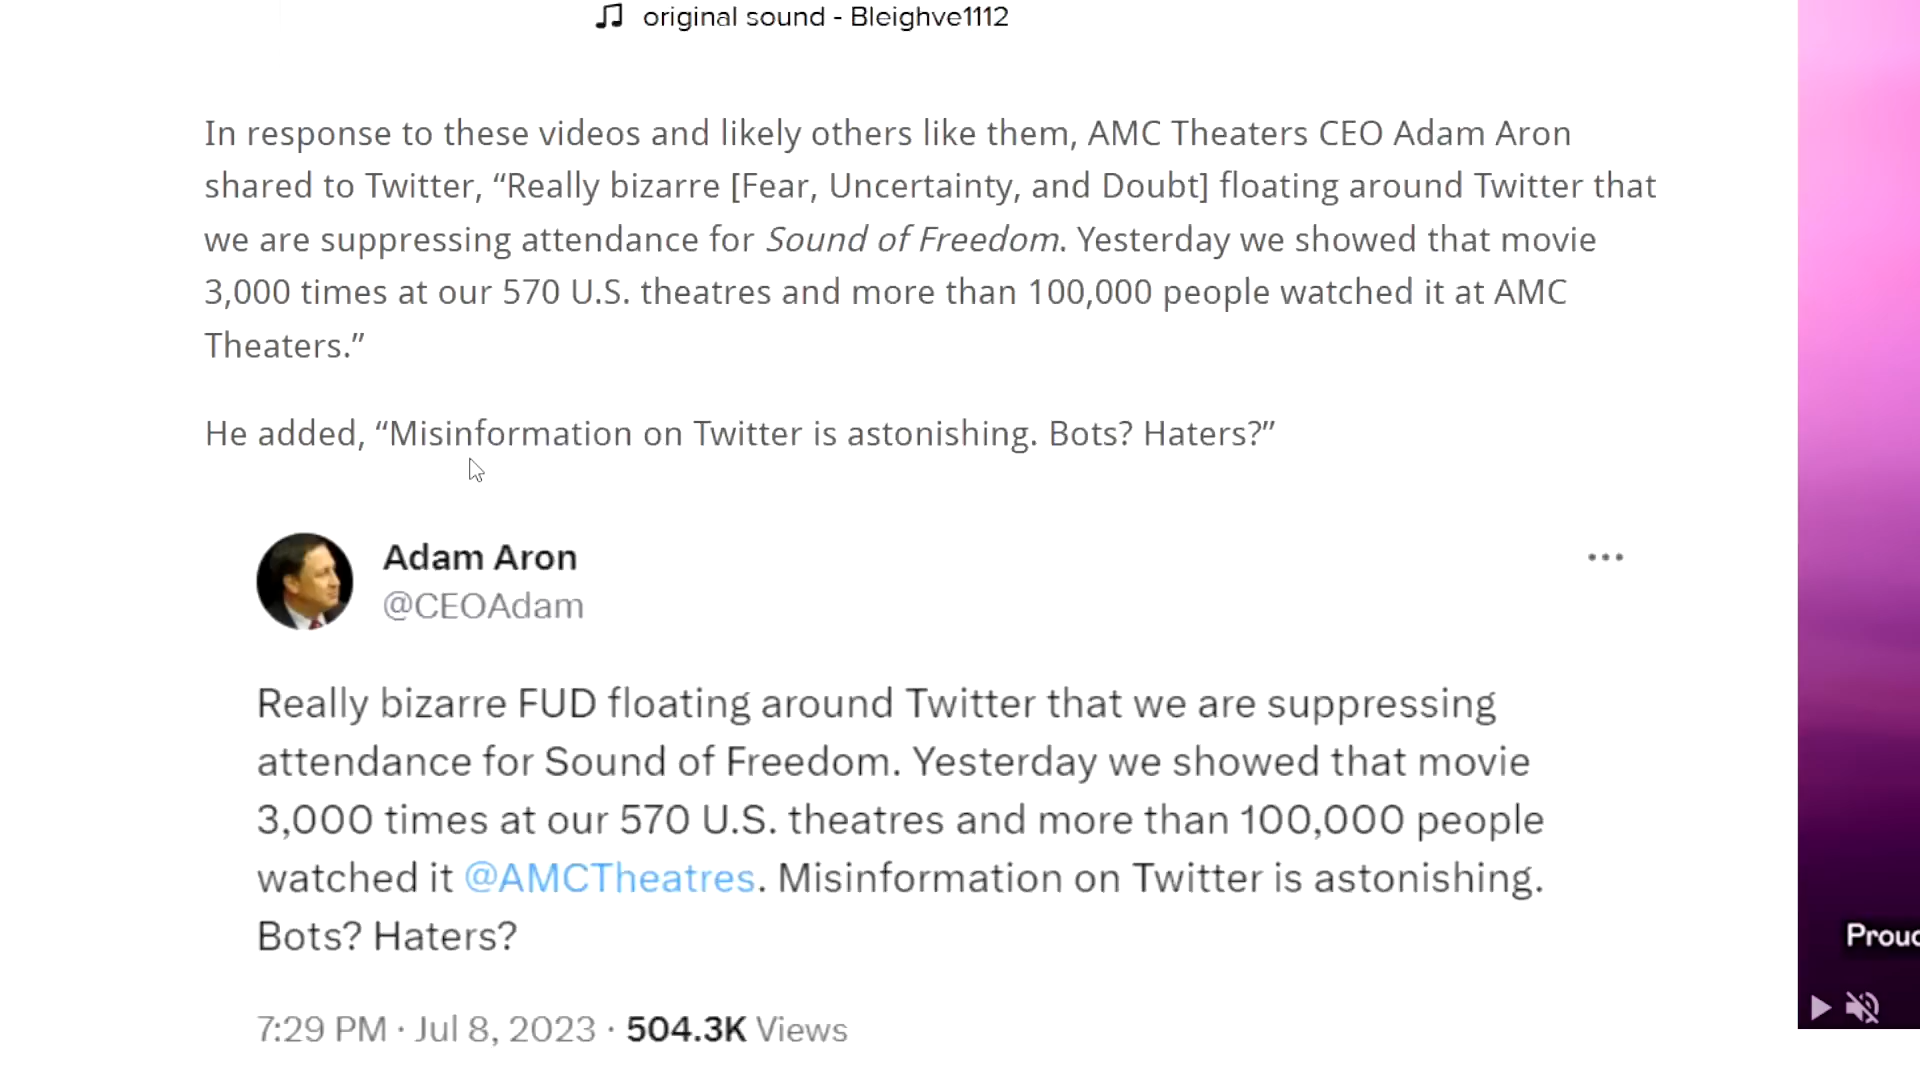 original sound - Bleighve1112
In response to these videos and likely others like them, AMC Theaters CEO Adam Aron
shared to Twitter, “Really bizarre [Fear, Uncertainty, and Doubt] floating around Twitter that
we are suppressing attendance for Sound of Freedom. Yesterday we showed that movie
3,000 times at our 570 U.S. theatres and more than 100,000 people watched it at AMC
Theaters.”
He added, “Misinformation on Twitter is astonishing. Bots? Haters?”
Adam Aron
@CEOAdam
Really bizarre FUD floating around Twitter that we are suppressing
attendance for Sound of Freedom. Yesterday we showed that movie
3,000 times at our 570 U.S. theatres and more than 100,000 people
watched it @AMCTheatres. Misinformation on Twitter is astonishing.
Bots? Haters?
7:29 PM · Jul 8, 2023 · 504.3K Views